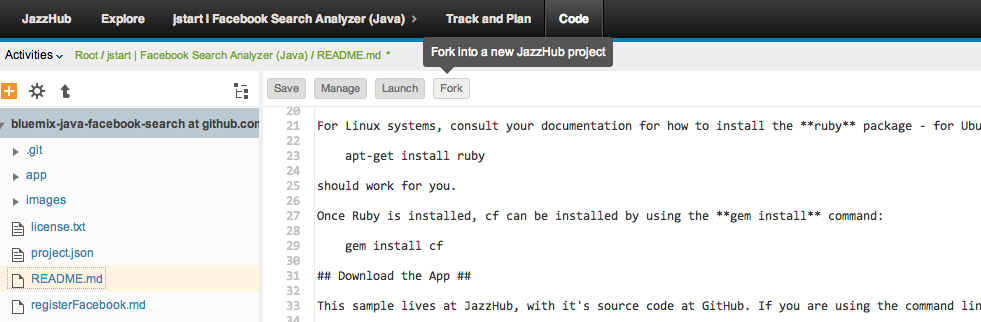 JazzHub Explore jstart | Facebook Search Analyzer (Java) > Track and Plan Code
Activities Root / jstart | Facebook Search Analyzer (Java) / README.md *
Fork into a new JazzHub project
Save Manage Launch Fork
bluemix-java-facebook-search at github.com
.git
app
images
license.txt
project.json
README.md
registerFacebook.md
20
21 For Linux systems, consult your documentation for how to install the **ruby** package - for Ubu
22
23 apt-get install ruby
24
25 should work for you.
26
27 Once Ruby is installed, cf can be installed by using the **gem install** command:
28
29 gem install cf
30
31 ## Download the App ##
32
33 This sample lives at JazzHub, with it's source code at GitHub. If you are using the command lin
34